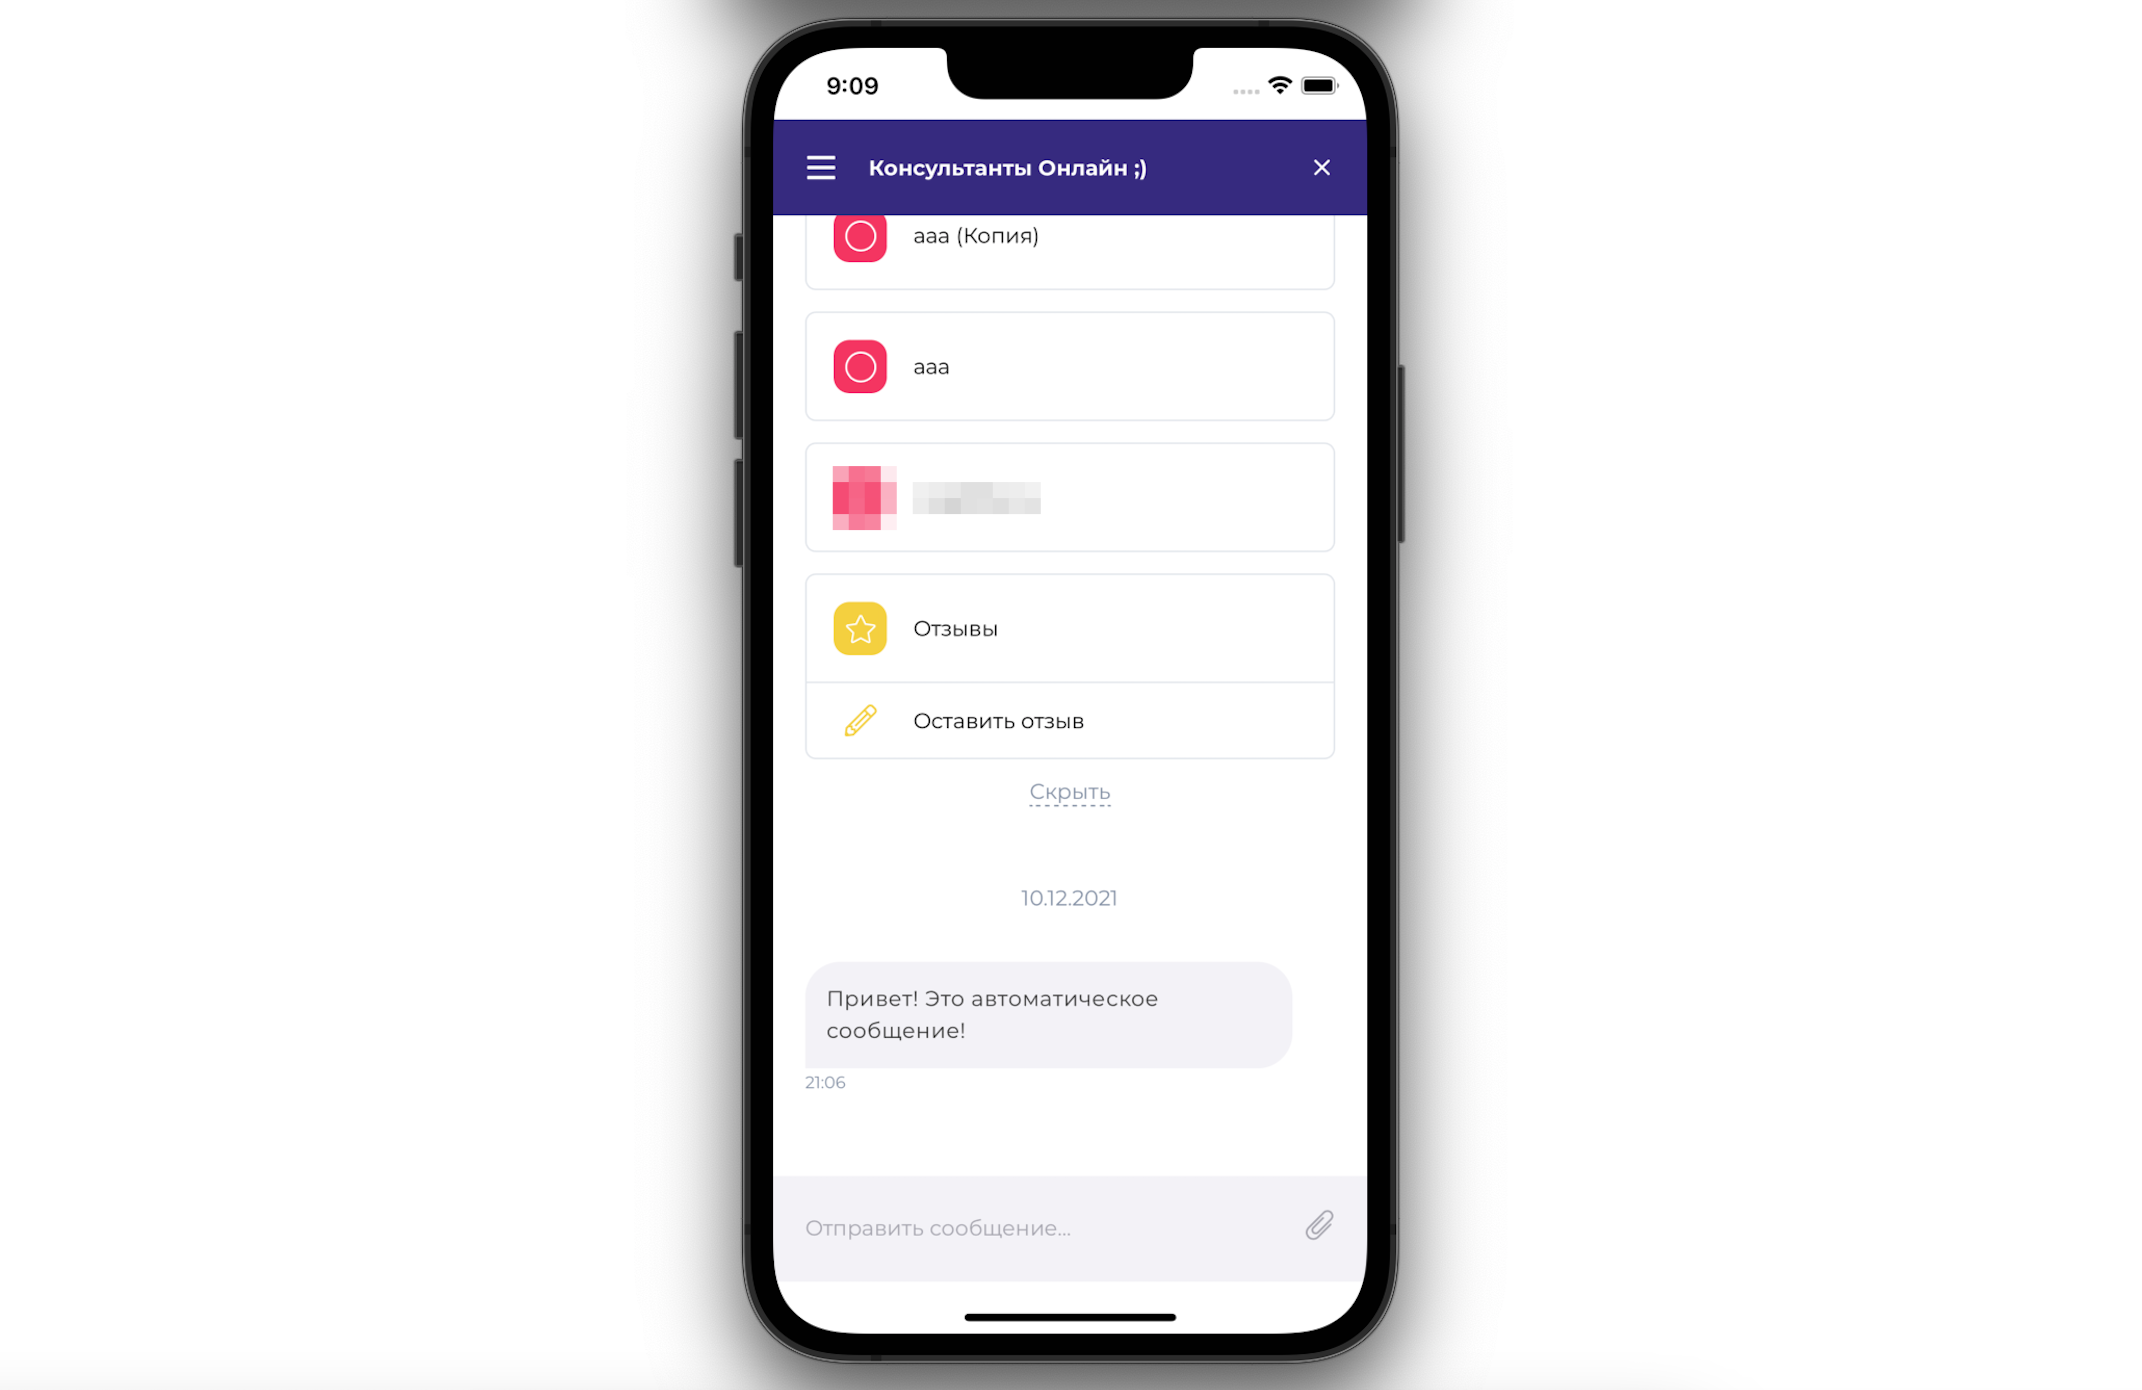 9:09
Консультанты Онлайн ;)
ааа (Копия)
ааа
Отзывы
Оставить отзыв
Скрыть
10.12.2021
Привет! Это автоматическое
сообщение!
21:06
Отправить сообщение...